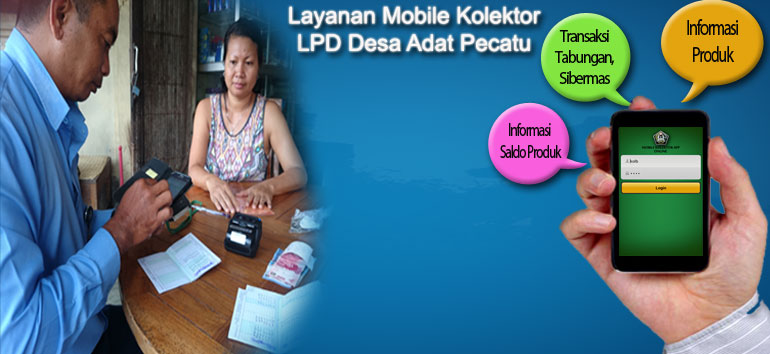 Layanan Mobile Kolektor
LPD Desa Adat Pecatu
Transaksi
Tabungan,
Sibermas
Informasi
Produk
Informasi
Saldo Produk
Login